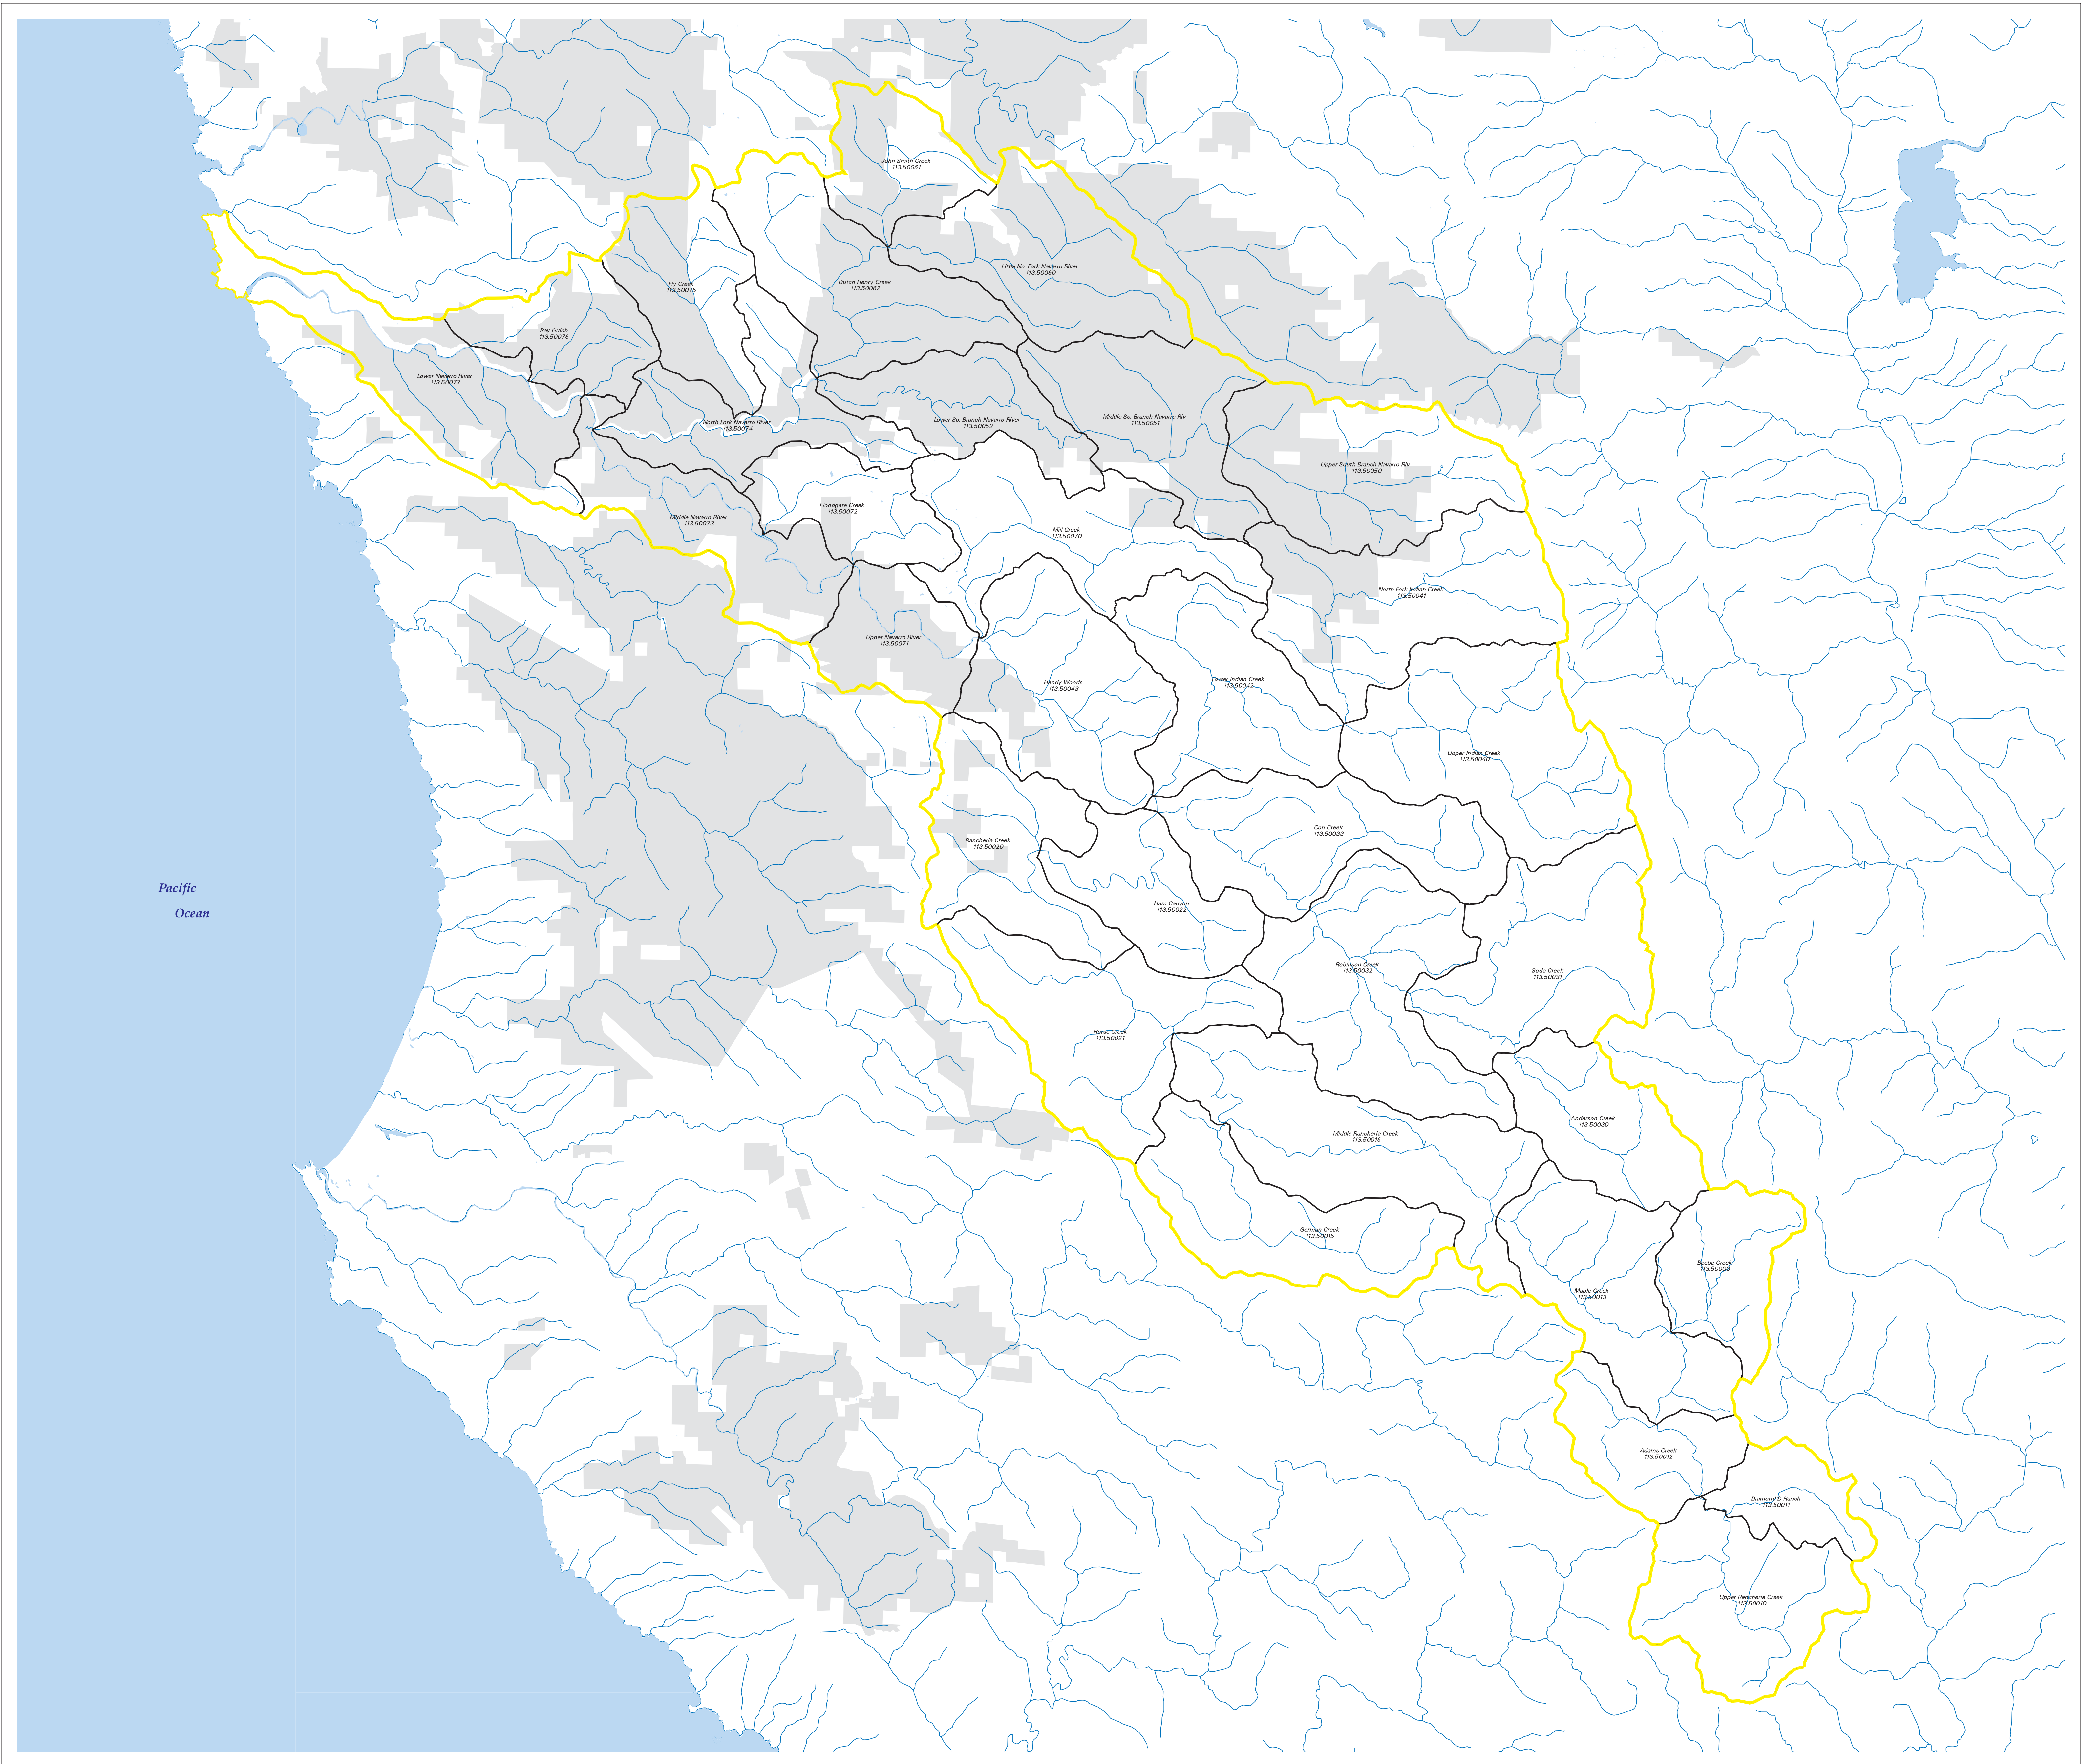 John Smith Creek
113.50061
Little No. Fork Navarro River
113.50060
Dutch Henry Creek
113.50062
Fly Creek
113.50075
Ray Gulch
113.50076
Lower Navarro River
113.50077
North Fork Navarro River
113.50074
Lower So. Branch Navarro River
113.50052
Middle So. Branch Navarro Riv
113.50051
Upper South Branch Navarro Riv
113.50050
Floodgate Creek
113.50072
Middle Navarro River
113.50073
Mill Creek
113.50070
North Fork Indian Creek
113.50041
Upper Navarro River
113.50071
Hendy Woods
113.50043
Lower Indian Creek
113.50042
Upper Indian Creek
113.50040
Con Creek
113.50033
Rancheria Creek
113.50020
Pacific
Ocean
Ham Canyon
113.50022
Robinson Creek
113.50032
Soda Creek
113.50031
Horse Creek
113.50021
Anderson Creek
113.50030
Middle Rancheria Creek
113.50016
German Creek
113.50015
Beebe Creek
113.50000
Maple Creek
113.50013
Adams Creek
113.50012
Diamond D Ranch
113.50011
Upper Rancheria Creek
113.50010